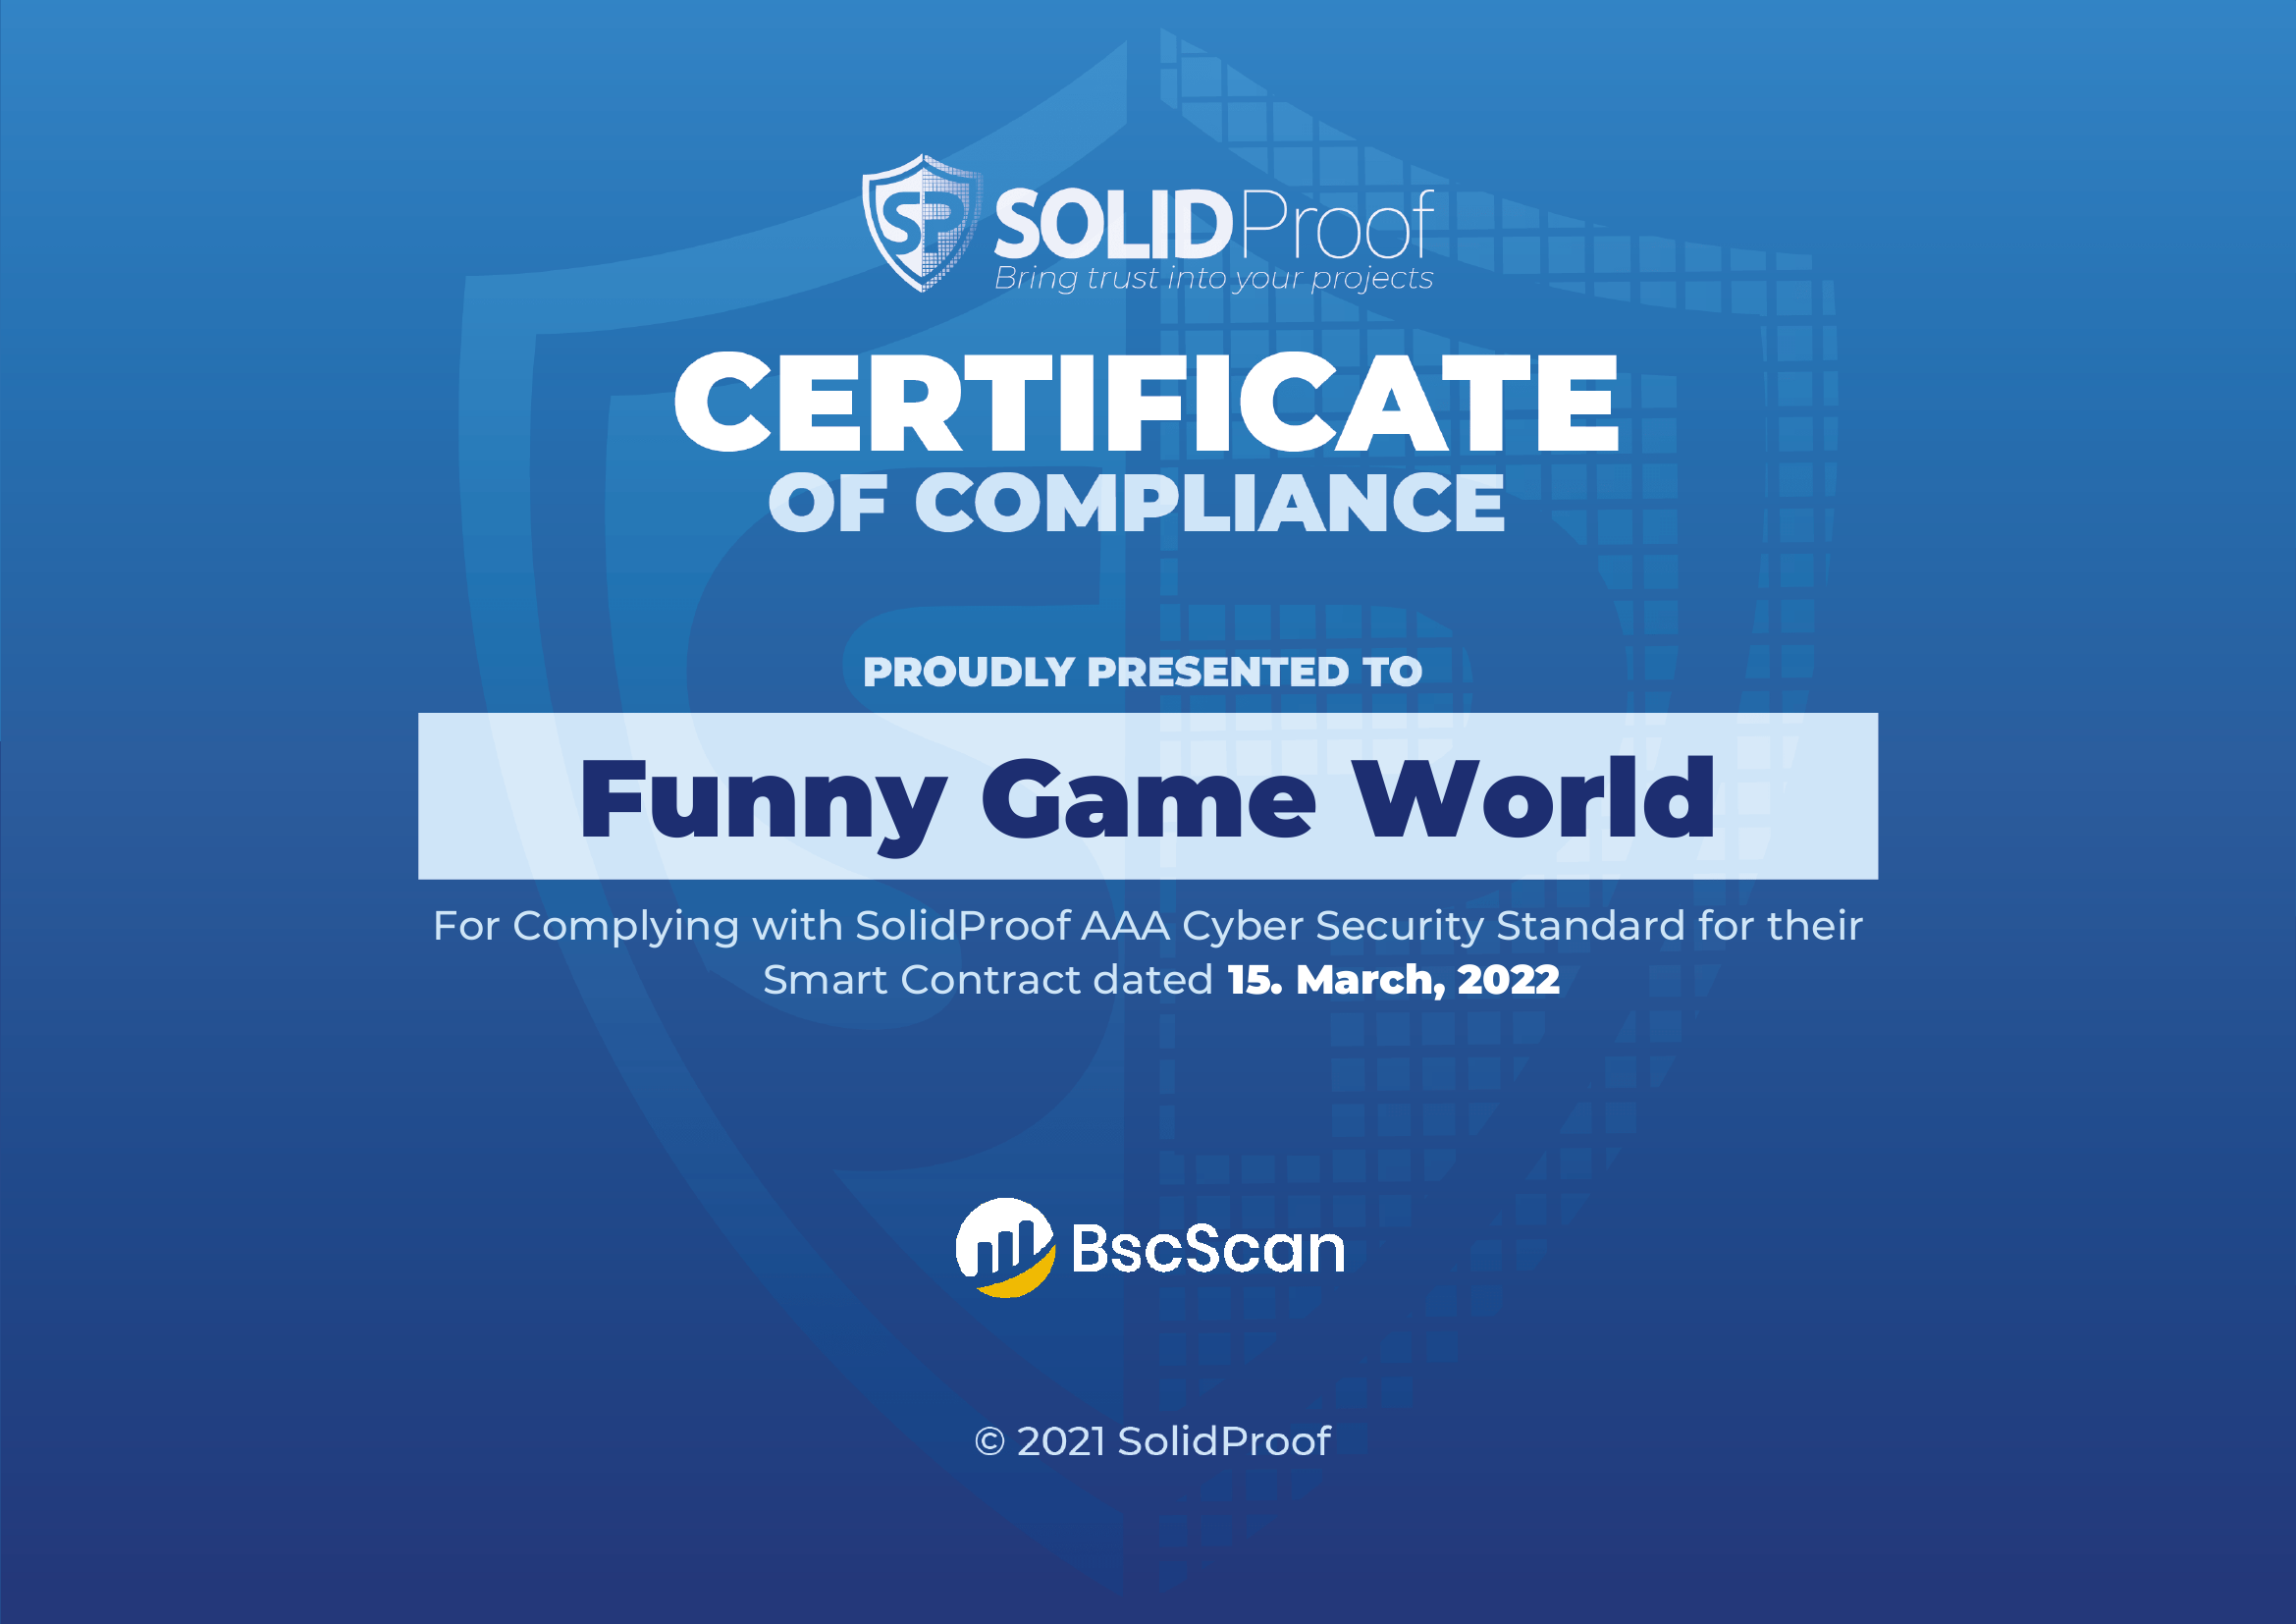 SP SOLIDProof
Bring trust into your projects
CERTIFICATE
OF COMPLIANCE
PROUDLY PRESENTED TO
Funny Game World
For Complying with SolidProof AAA Cyber Security Standard for their
Smart Contract dated 15. March, 2022
BscScan
© 2021 SolidProof